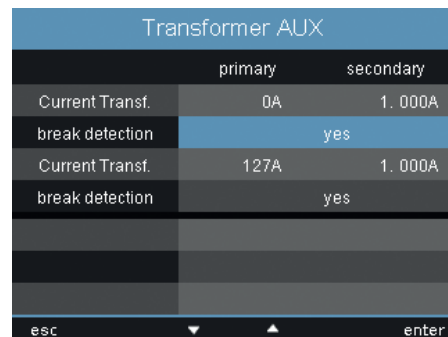 Transformer AUX
primary secondary
Current Transf. 0A 1. 000A
break detection yes
Current Transf. 127A 1. 000A
break detection yes
esc enter